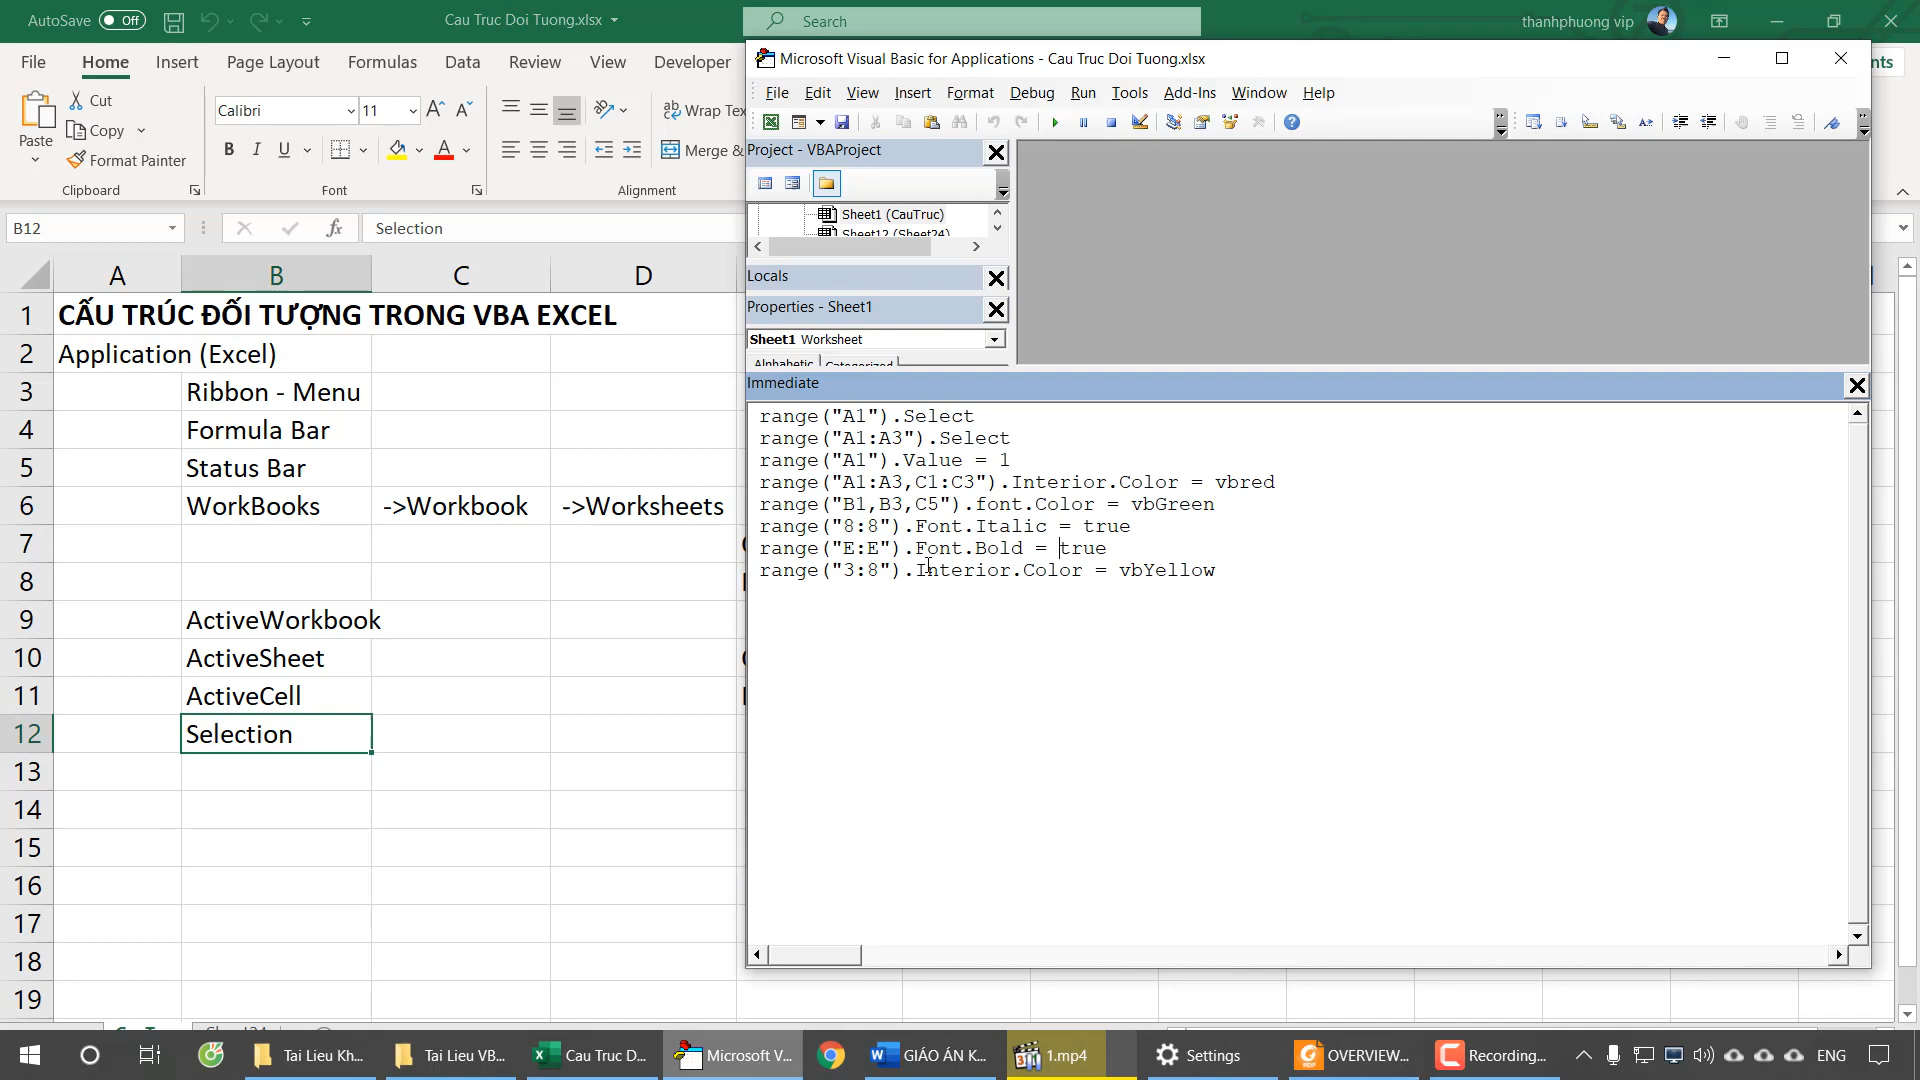 AutoSave Off
Cau Truc Doi Tuong.xlsx
Search
thanhphuong vip
File Home Insert Page Layout Formulas Data Review View Developer
nts
Paste
Cut
Copy
Format Painter
Clipboard
Calibri 11
B I U A
Font
ab Wrap Tex
Merge &
Alignment
B12
fx
Selection
A B C D
1 CẤU TRÚC ĐỐI TƯỢNG TRONG VBA EXCEL
2 Application (Excel)
3 Ribbon - Menu
4 Formula Bar
5 Status Bar
6 WorkBooks ->Workbook ->Worksheets
7
8
9 ActiveWorkbook
10 ActiveSheet
11 ActiveCell
12 Selection
13
14
15
16
17
18
19
Microsoft Visual Basic for Applications - Cau Truc Doi Tuong.xlsx
File Edit View Insert Format Debug Run Tools Add-Ins Window Help
Project - VBAProject
Sheet1 (CauTruc)
Sheet12 (Sheet24)
Locals
Properties - Sheet1
Sheet1 Worksheet
Alphabetic Categorized
Immediate
range("A1").Select
range("A1:A3").Select
range("A1").Value = 1
range("A1:A3,C1:C3").Interior.Color = vbred
range("B1,B3,C5").font.Color = vbGreen
range("8:8").Font.Italic = true
range("E:E").Font.Bold = true
range("3:8").Interior.Color = vbYellow
Tai Lieu Kh...
Tai Lieu VB...
Cau Truc D...
Microsoft V...
GIÁO ÁN K...
1.mp4
Settings
OVERVIEW...
Recording...
ENG